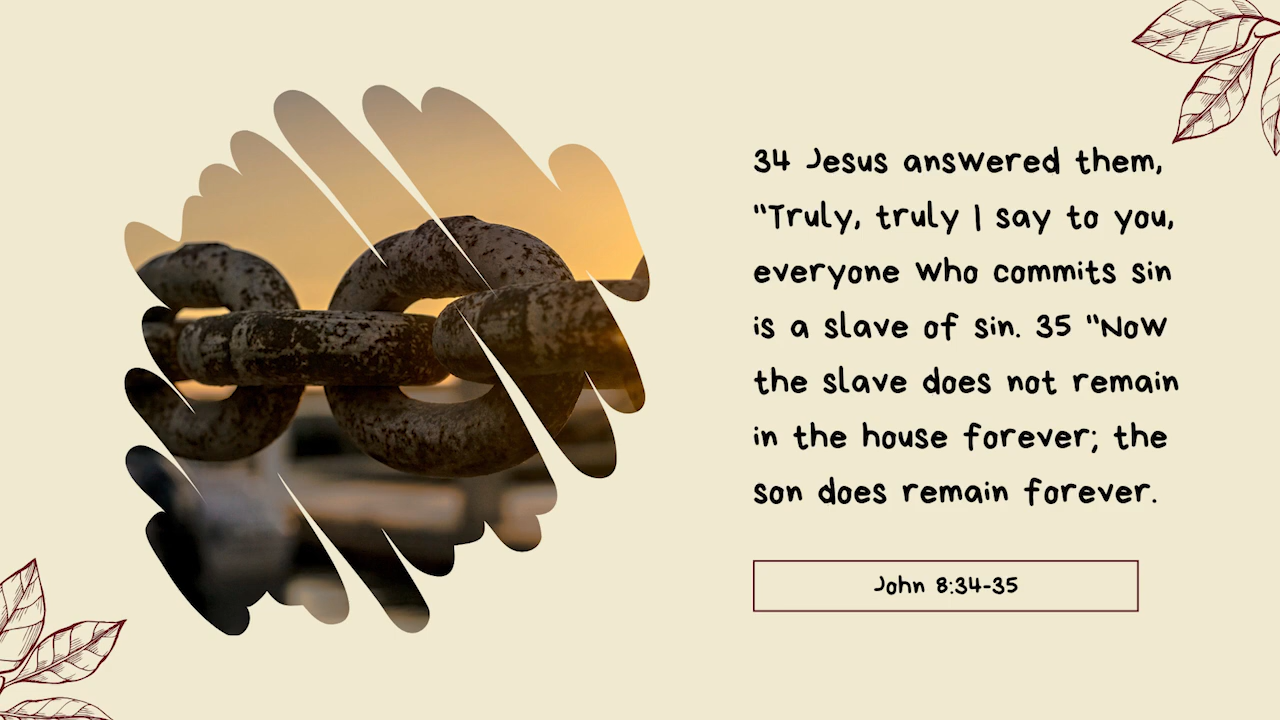 34 Jesus answered them,
"Truly, truly I say to you,
everyone who commits sin
is a slave of sin. 35 "Now
the slave does not remain
in the house forever; the
son does remain forever.
John 8:34-35